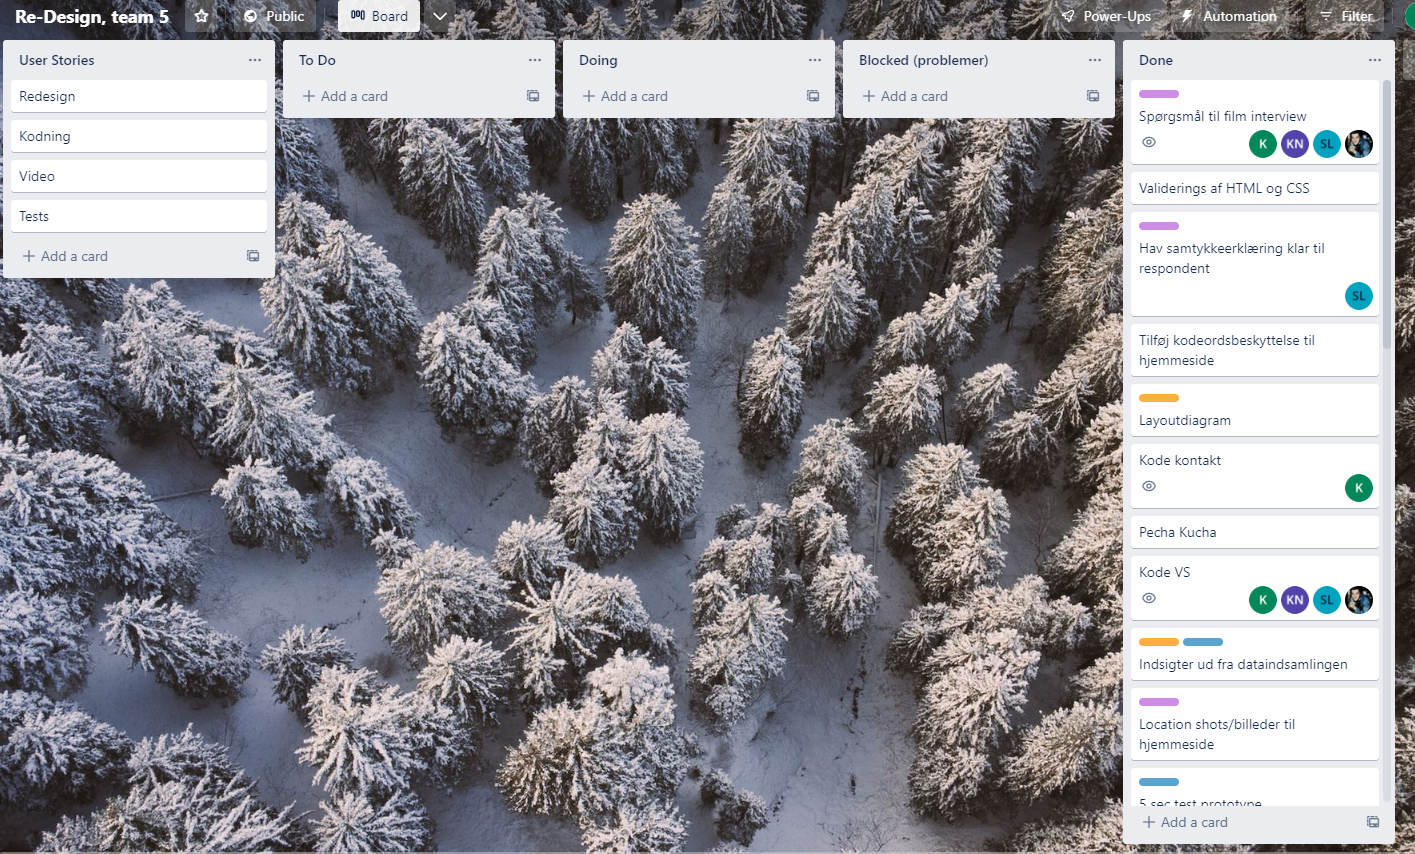 Re-Design, team 5
Public
Board
Power-Ups
Automation
Filter
User Stories
Redesign
Kodning
Video
Tests
Add a card
To Do
Add a card
Doing
Add a card
Blocked (problemer)
Add a card
Done
Spørgsmål til film interview
K KN SL
Validerings af HTML og CSS
Hav samtykkeerklæring klar til
respondent
SL
Tilføj kodeordsbeskyttelse til
hjemmeside
Layoutdiagram
Kode kontakt
K
Pecha Kucha
Kode VS
K KN SL
Indsigter ud fra dataindsamlingen
Location shots/billeder til
hjemmeside
5 sec test prototype
Add a card